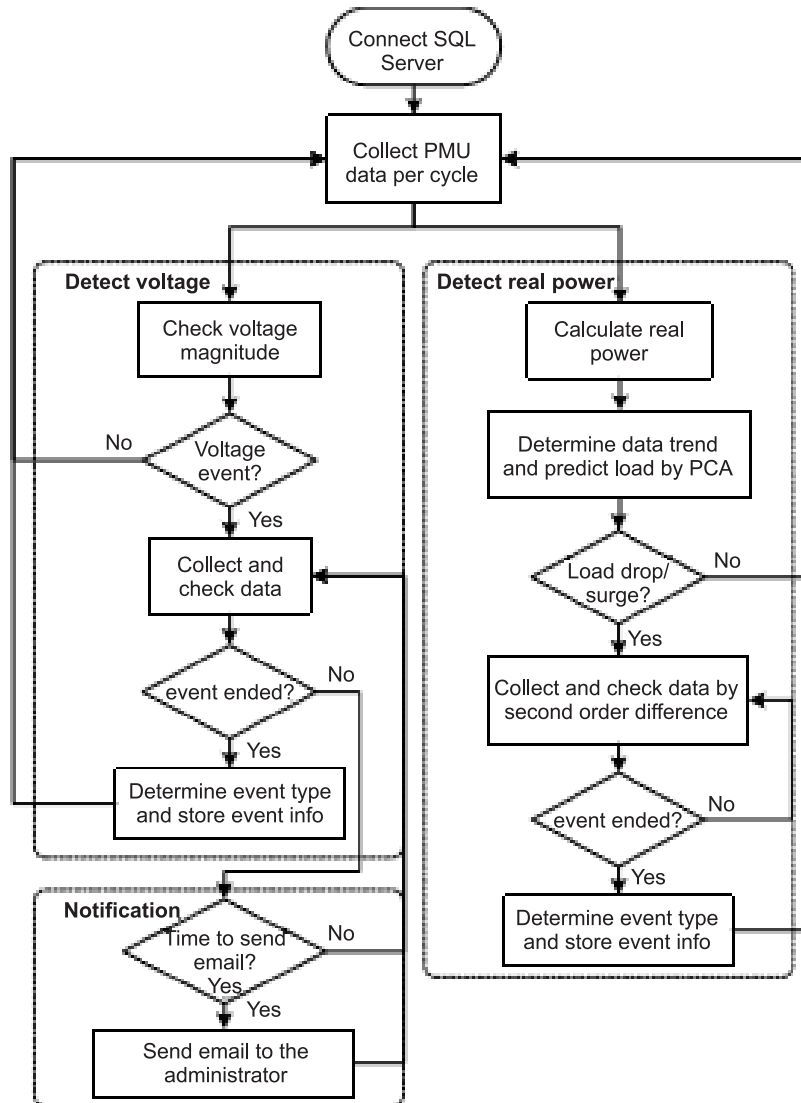 Connect SQL
Server
Collect PMU
data per cycle
Detect voltage
Check voltage
magnitude
No
Voltage
event?
Yes
Collect and
check data
No
event ended?
Yes
Determine event type
and store event info
Notification
Time to send
email?
No
Yes
Yes
Send email to the
administrator
Detect real power
Calculate real
power
Determine data trend
and predict load by PCA
Load drop/
surge?
No
Yes
Collect and check data by
second order difference
event ended?
No
Yes
Determine event type
and store event info